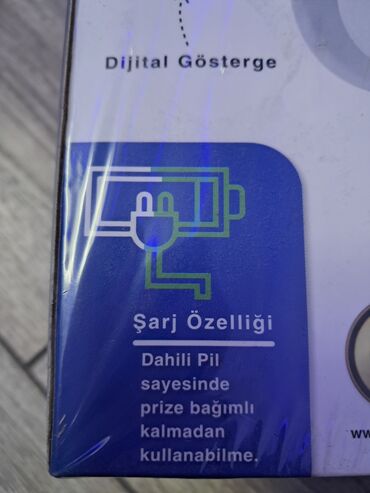 Dijital Gösterge
Şarj Özelliği
Dahili Pil
sayesinde
prize bağımlı
kalmadan
kullanabilme.